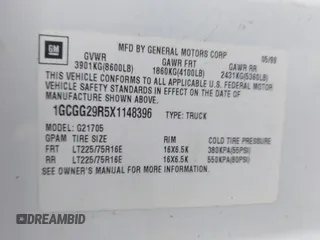 GM
MFD BY GENERAL MOTORS CORP 05/99
GVWR GAWR FRT GAWR RR
3901KG(8600LB) 1860KG(4100LB) 2431KG(5360LB)
THIS VEHICLE CONFORMS TO ALL APPLICABLE U.S. FEDERAL MOTOR
VEHICLE SAFETY STANDARDS IN EFFECT ON THE DATE OF
MANUFACTURE SHOWN ABOVE.
1GCGG29R5X1148396 TYPE: TRUCK
MODEL: G21705
TIRE SIZE RIM COLD TIRE PRESSURE
FRT LT225/75R16E 16X6.5K 380KPA(55PSI)
RR LT225/75R16E 16X6.5K 550KPA(80PSI)
SEE OWNER'S MANUAL FOR MORE INFORMATION.
DREAMBID